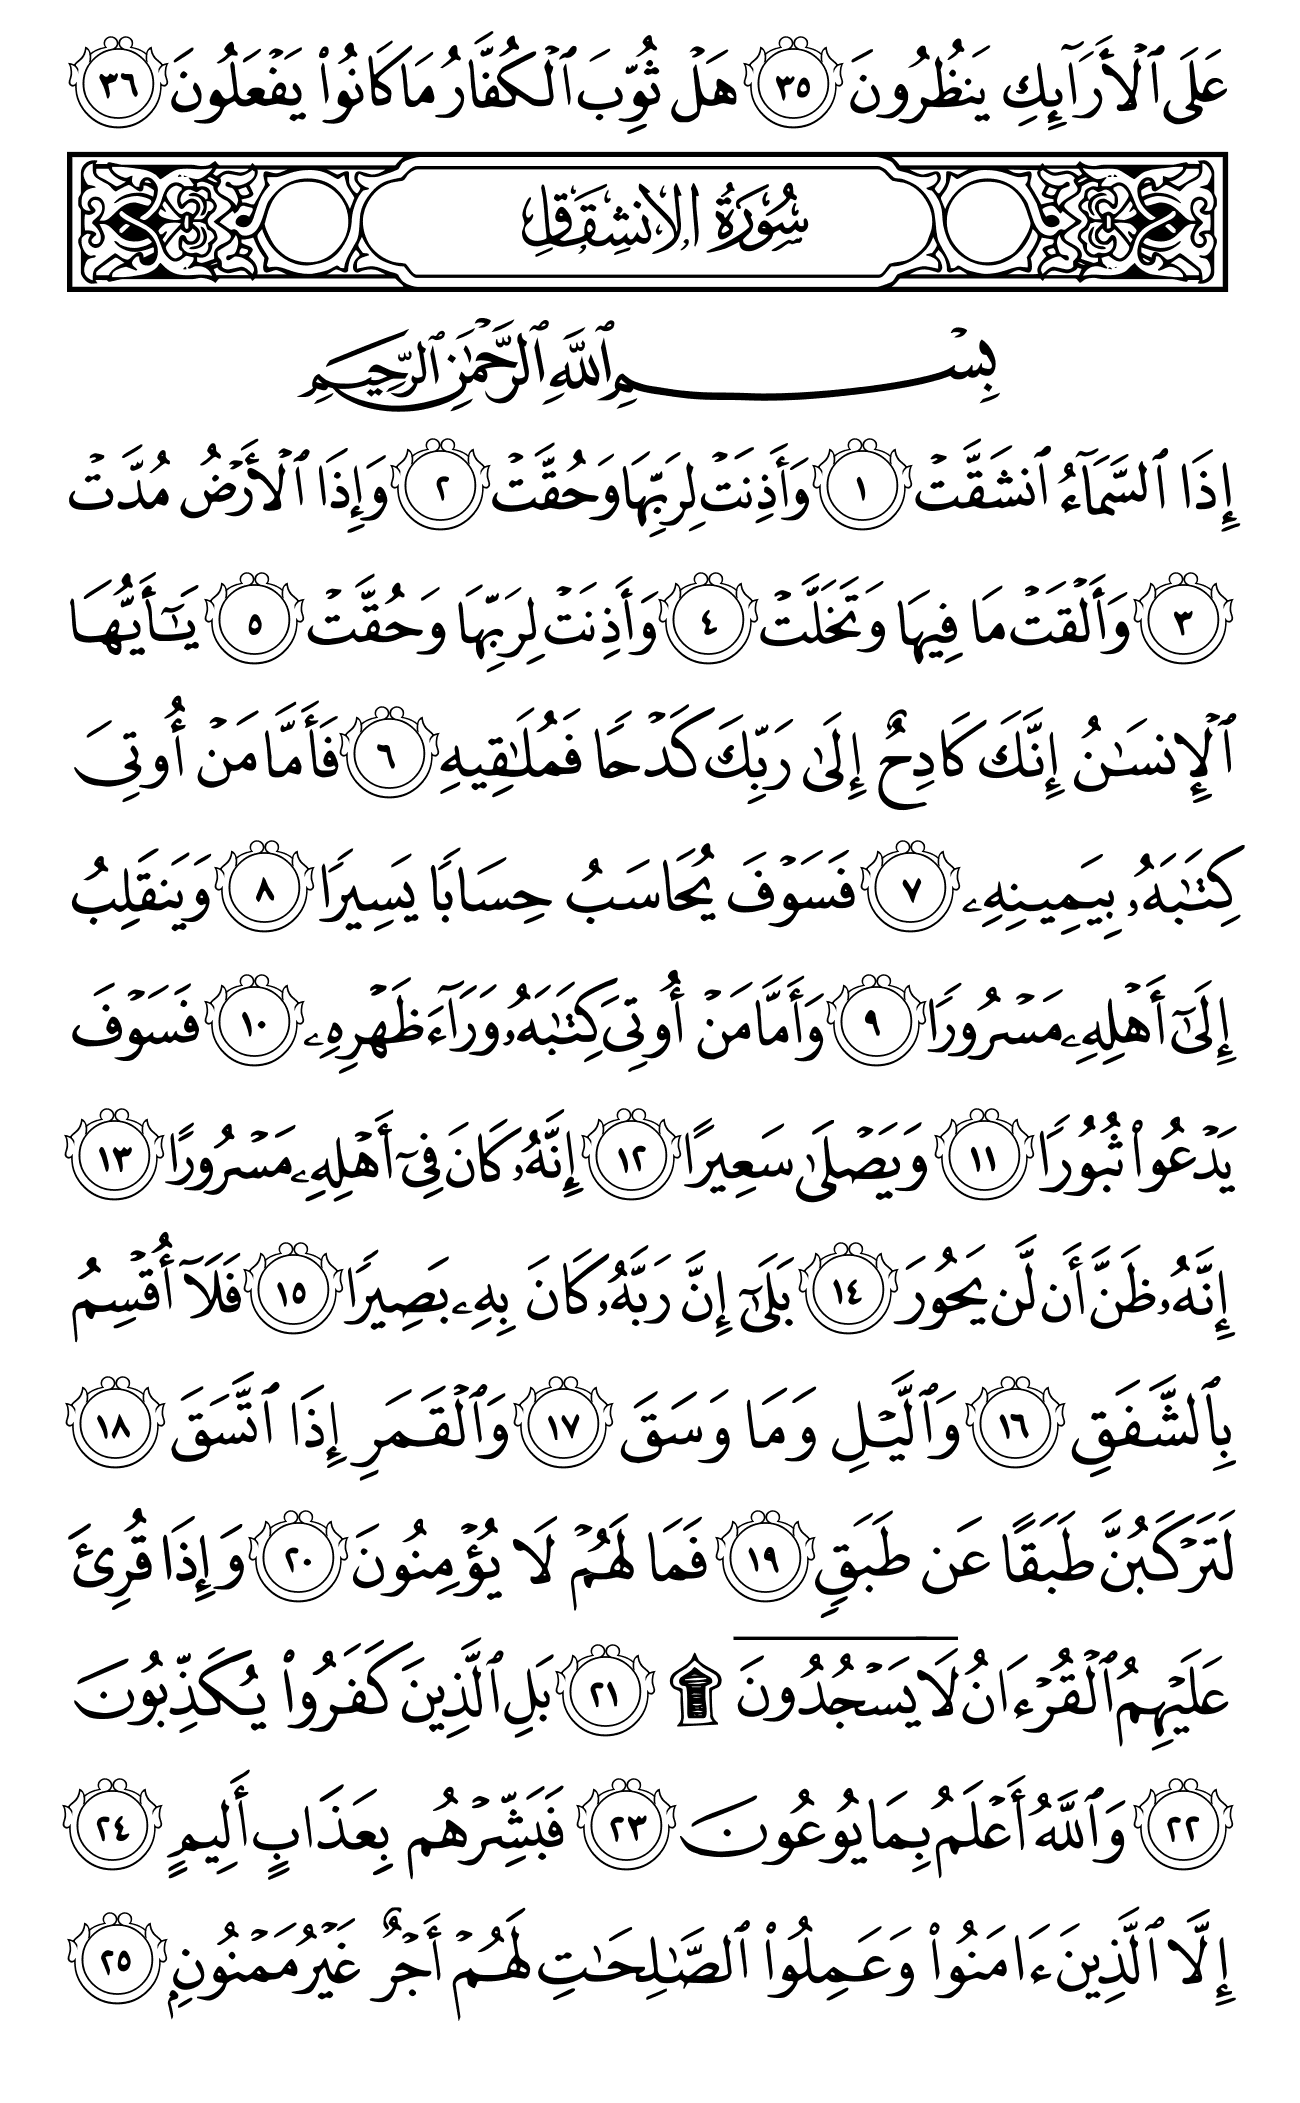 عَلَى ٱلْأَرَآئِكِ يَنظُرُونَ ٣٥ هَلْ ثُوِّبَ ٱلْكُفَّارُ مَا كَانُوا۟ يَفْعَلُونَ ٣٦
سُورَةُ الانشِقَاقِ
بِسْمِ ٱللَّهِ ٱلرَّحْمَـٰنِ ٱلرَّحِيمِ
إِذَا ٱلسَّمَآءُ ٱنشَقَّتْ ١ وَأَذِنَتْ لِرَبِّهَا وَحُقَّتْ ٢ وَإِذَا ٱلْأَرْضُ مُدَّتْ
٣ وَأَلْقَتْ مَا فِيهَا وَتَخَلَّتْ ٤ وَأَذِنَتْ لِرَبِّهَا وَحُقَّتْ ٥ يَـٰٓأَيُّهَا
ٱلْإِنسَـٰنُ إِنَّكَ كَادِحٌ إِلَىٰ رَبِّكَ كَدْحًا فَمُلَـٰقِيهِ ٦ فَأَمَّا مَنْ أُوتِىَ
كِتَـٰبَهُۥ بِيَمِينِهِۦ ٧ فَسَوْفَ يُحَاسَبُ حِسَابًا يَسِيرًا ٨ وَيَنقَلِبُ
إِلَىٰٓ أَهْلِهِۦ مَسْرُورًا ٩ وَأَمَّا مَنْ أُوتِىَ كِتَـٰبَهُۥ وَرَآءَ ظَهْرِهِۦ ١٠ فَسَوْفَ
يَدْعُوا۟ ثُبُورًا ١١ وَيَصْلَىٰ سَعِيرًا ١٢ إِنَّهُۥ كَانَ فِىٓ أَهْلِهِۦ مَسْرُورًا ١٣
إِنَّهُۥ ظَنَّ أَن لَّن يَحُورَ ١٤ بَلَىٰٓ إِنَّ رَبَّهُۥ كَانَ بِهِۦ بَصِيرًا ١٥ فَلَآ أُقْسِمُ
بِٱلشَّفَقِ ١٦ وَٱلَّيْلِ وَمَا وَسَقَ ١٧ وَٱلْقَمَرِ إِذَا ٱتَّسَقَ ١٨
لَتَرْكَبُنَّ طَبَقًا عَن طَبَقٍ ١٩ فَمَا لَهُمْ لَا يُؤْمِنُونَ ٢٠ وَإِذَا قُرِئَ
عَلَيْهِمُ ٱلْقُرْءَانُ لَا يَسْجُدُونَ ۩ ٢١ بَلِ ٱلَّذِينَ كَفَرُوا۟ يُكَذِّبُونَ
٢٢ وَٱللَّهُ أَعْلَمُ بِمَا يُوعُونَ ٢٣ فَبَشِّرْهُم بِعَذَابٍ أَلِيمٍ ٢٤
إِلَّا ٱلَّذِينَ ءَامَنُوا۟ وَعَمِلُوا۟ ٱلصَّـٰلِحَـٰتِ لَهُمْ أَجْرٌ غَيْرُ مَمْنُونٍۭ ٢٥